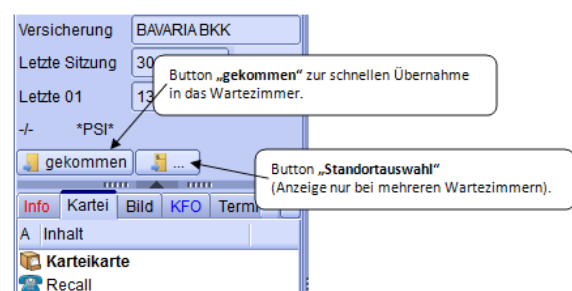 Versicherung BAVARIA BKK
Letzte Sitzung 30
Button „gekommen“ zur schnellen Übernahme
in das Wartezimmer.
Letzte 01 13
-/- *PSI*
gekommen ...
Button „Standortauswahl“
(Anzeige nur bei mehreren Wartezimmern).
Info Kartei Bild KFO
A Inhalt
Karteikarte
Recall